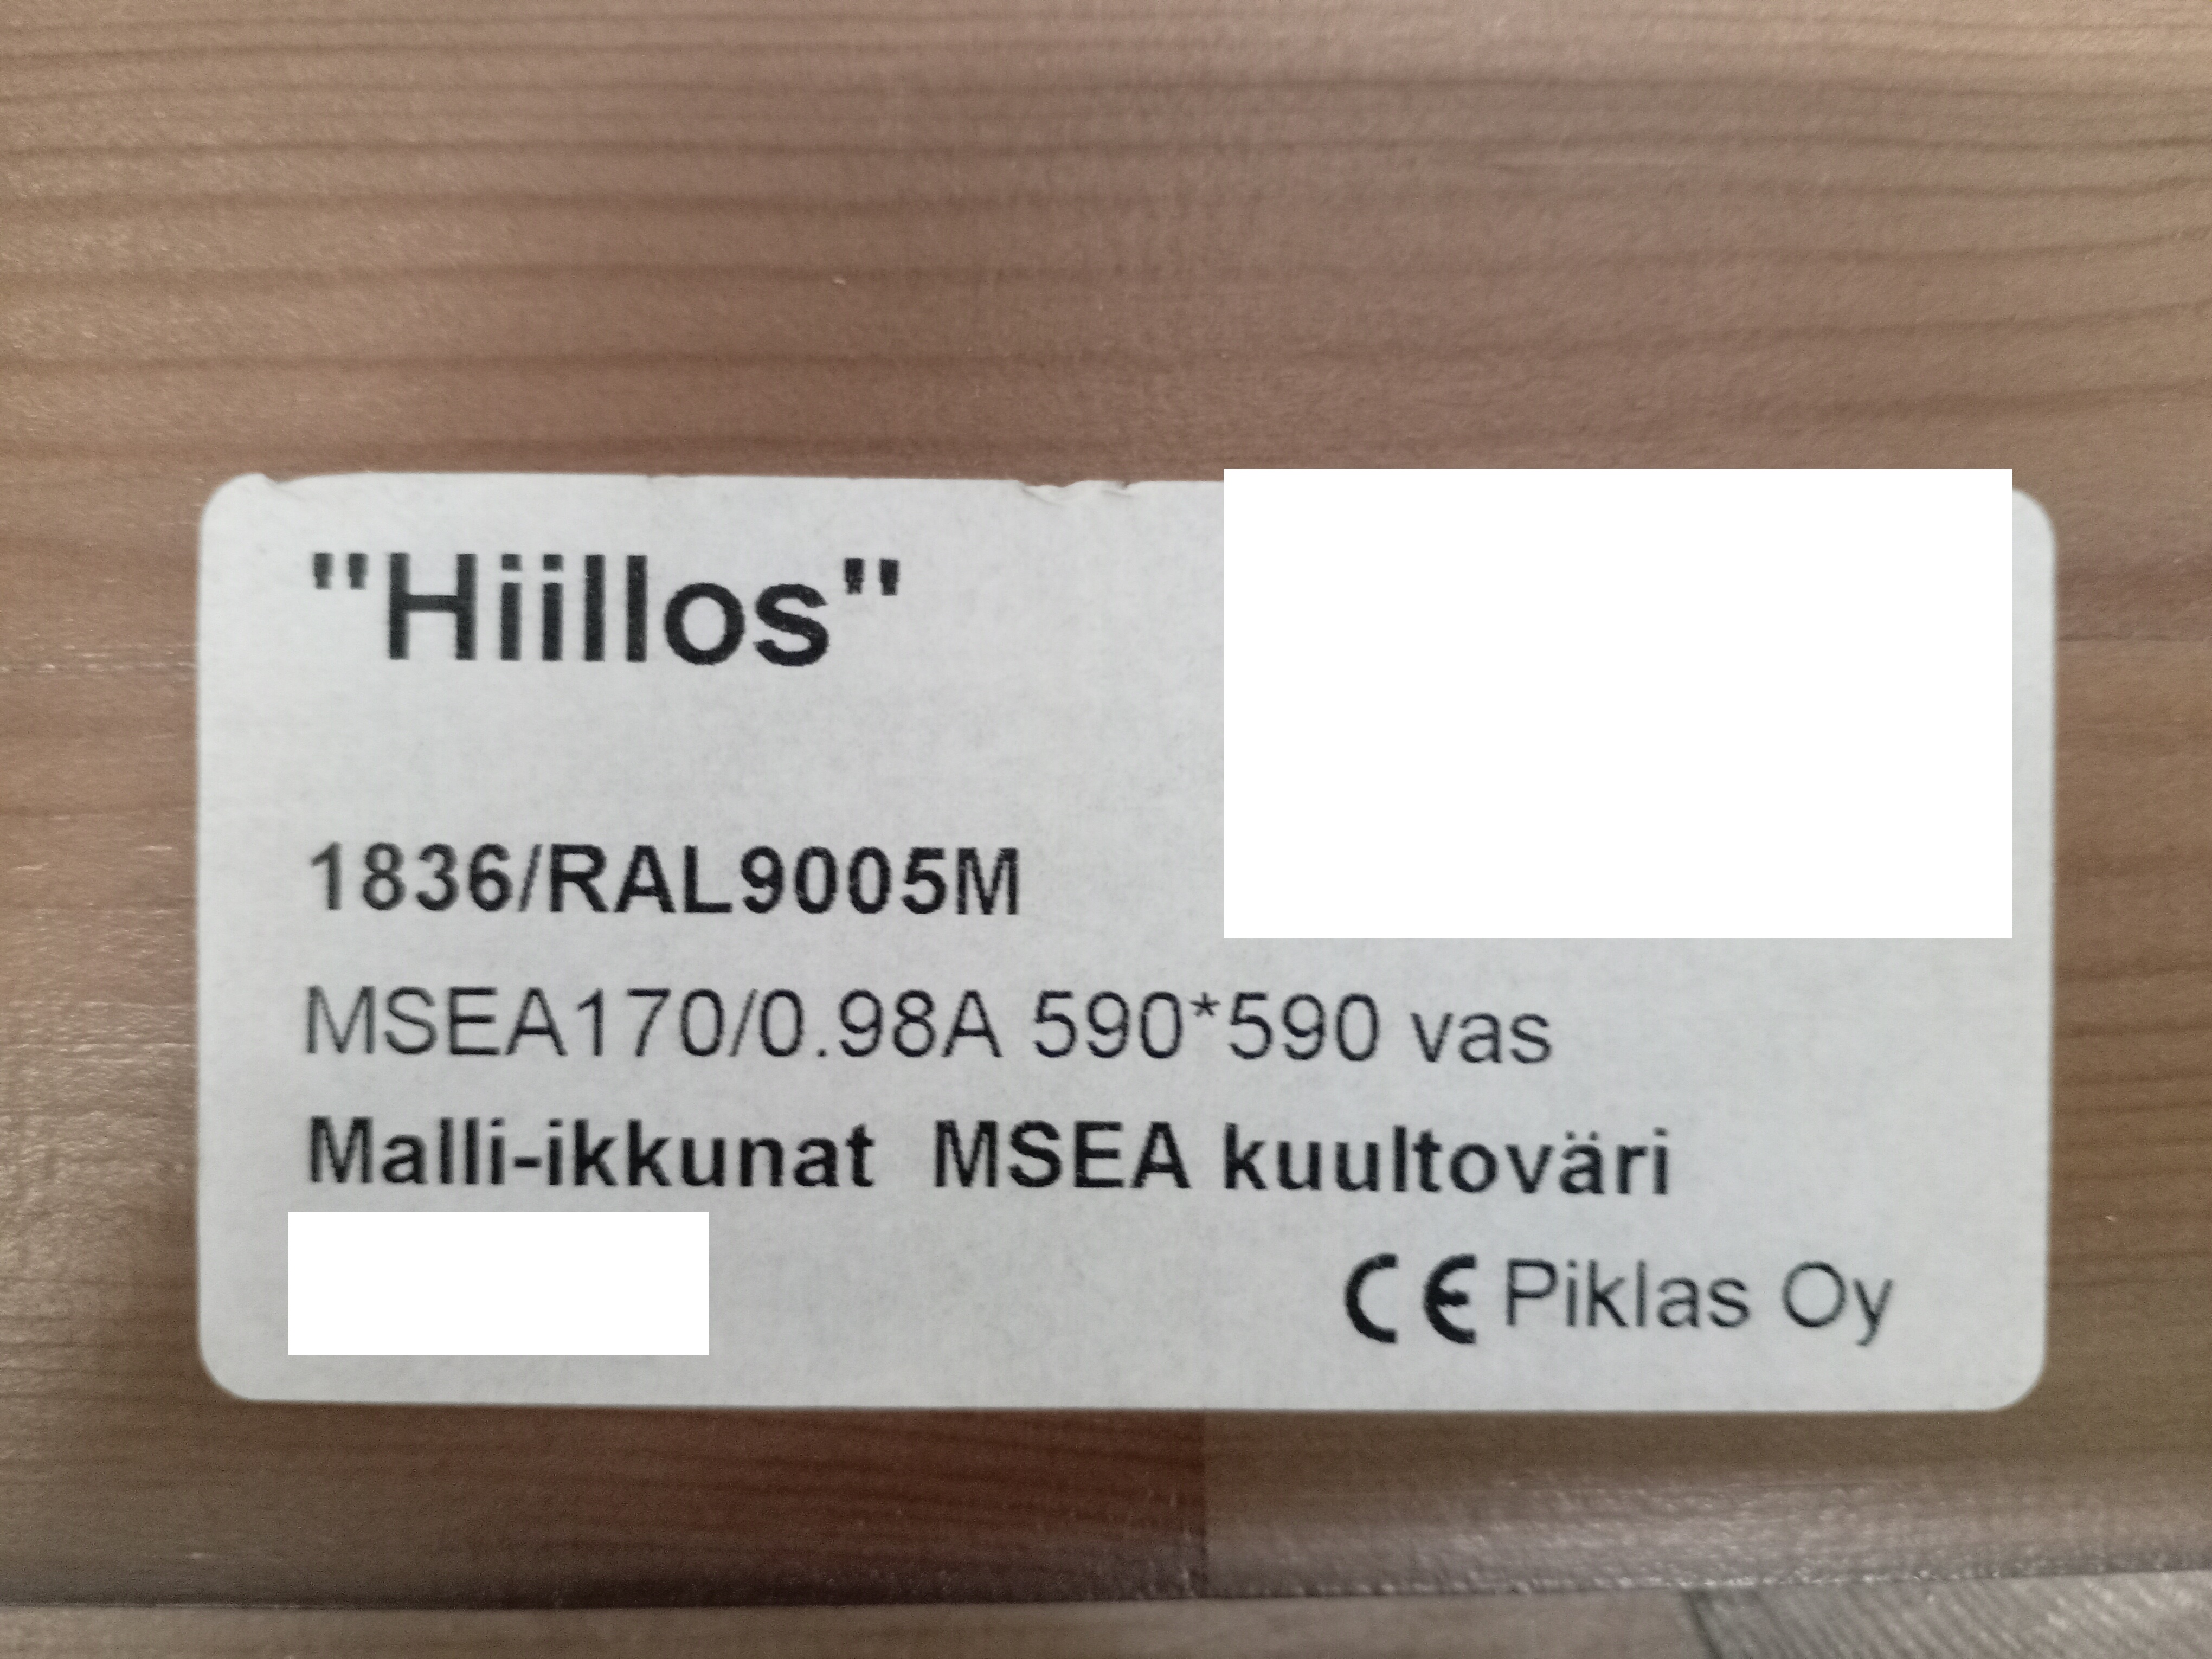 "Hiillos"
1836/RAL9005M
MSEA170/0.98A 590*590 vas
Malli-ikkunat MSEA kuultoväri
CE Piklas Oy